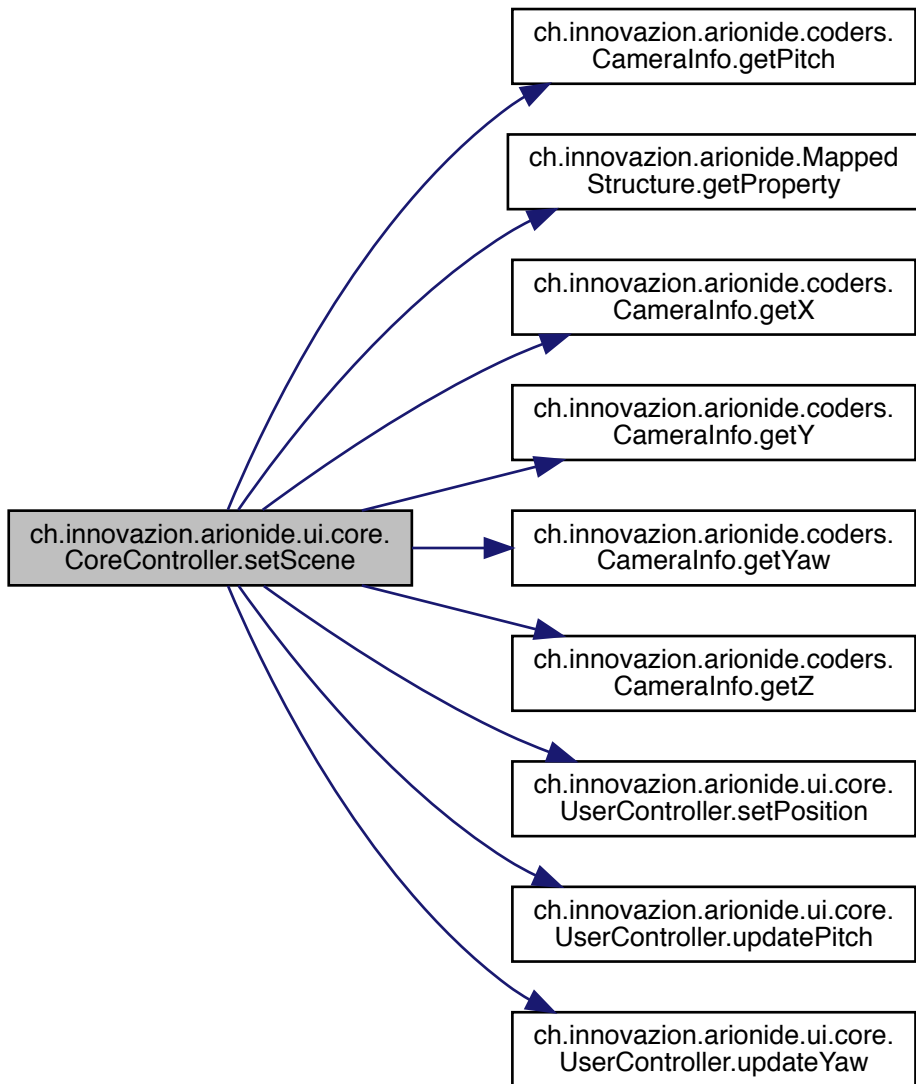 ch.innovazion.arionide.ui.core.
CoreController.setScene
ch.innovazion.arionide.coders.
CameraInfo.getPitch
ch.innovazion.arionide.Mapped
Structure.getProperty
ch.innovazion.arionide.coders.
CameraInfo.getX
ch.innovazion.arionide.coders.
CameraInfo.getY
ch.innovazion.arionide.coders.
CameraInfo.getYaw
ch.innovazion.arionide.coders.
CameraInfo.getZ
ch.innovazion.arionide.ui.core.
UserController.setPosition
ch.innovazion.arionide.ui.core.
UserController.updatePitch
ch.innovazion.arionide.ui.core.
UserController.updateYaw